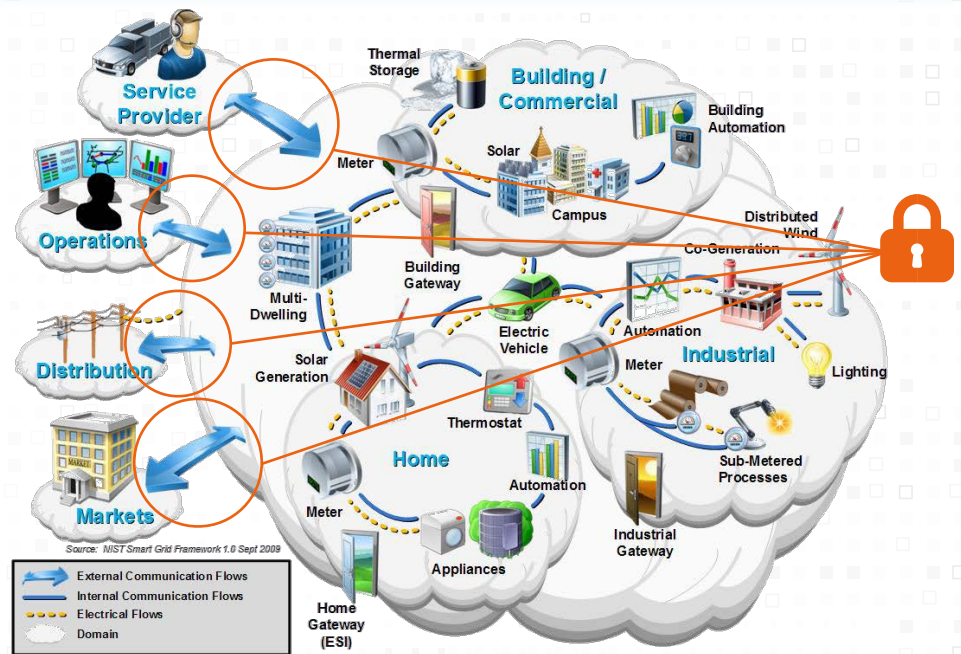 Service
Provider
Operations
Distribution
Markets
MARKET
Source: NIST Smart Grid Framework 1.0 Sept 2009
External Communication Flows
Internal Communication Flows
Electrical Flows
Domain
Thermal
Storage
Building /
Commercial
Building
Automation
Meter
Solar
Campus
Building
Gateway
Multi-
Dwelling
Distributed
Wind
Co-Generation
Electric
Vehicle
Automation
Industrial
Meter
Lighting
Sub-Metered
Processes
Industrial
Gateway
Solar
Generation
Thermostat
Home
Automation
Meter
Appliances
Home
Gateway
(ESI)